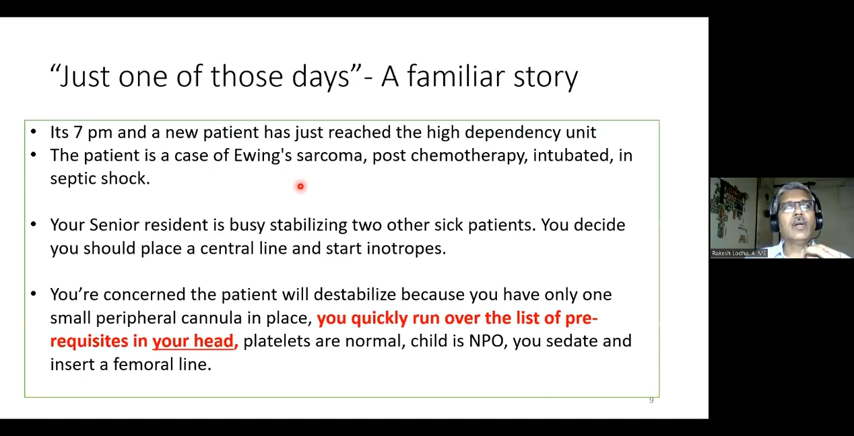 “Just one of those days”- A familiar story
• Its 7 pm and a new patient has just reached the high dependency unit
• The patient is a case of Ewing's sarcoma, post chemotherapy, intubated, in
septic shock.
• Your Senior resident is busy stabilizing two other sick patients. You decide
you should place a central line and start inotropes.
• You’re concerned the patient will destabilize because you have only one
small peripheral cannula in place, you quickly run over the list of pre-
requisites in your head, platelets are normal, child is NPO, you sedate and
insert a femoral line.
9
Rakesh Lodha,